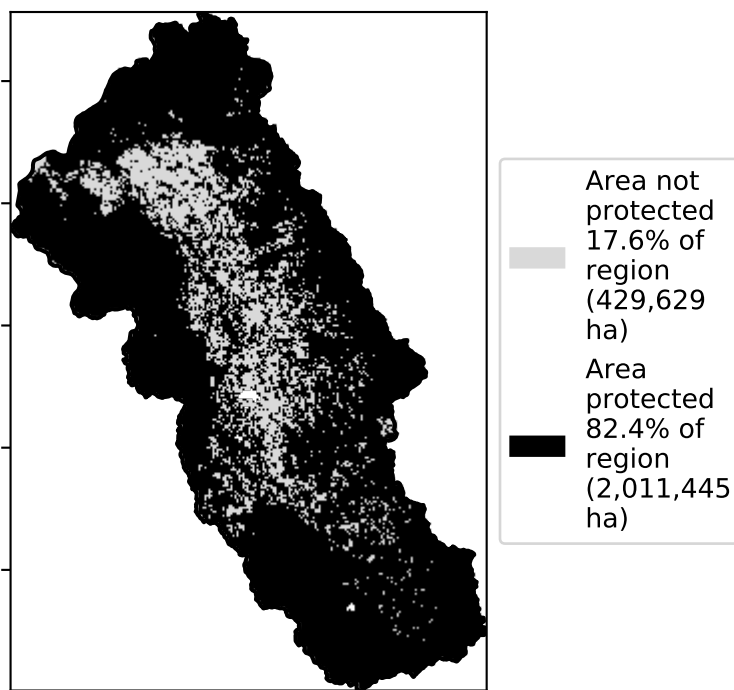 Area not
protected
17.6% of
region
(429,629
ha)
Area
protected
82.4% of
region
(2,011,445
ha)